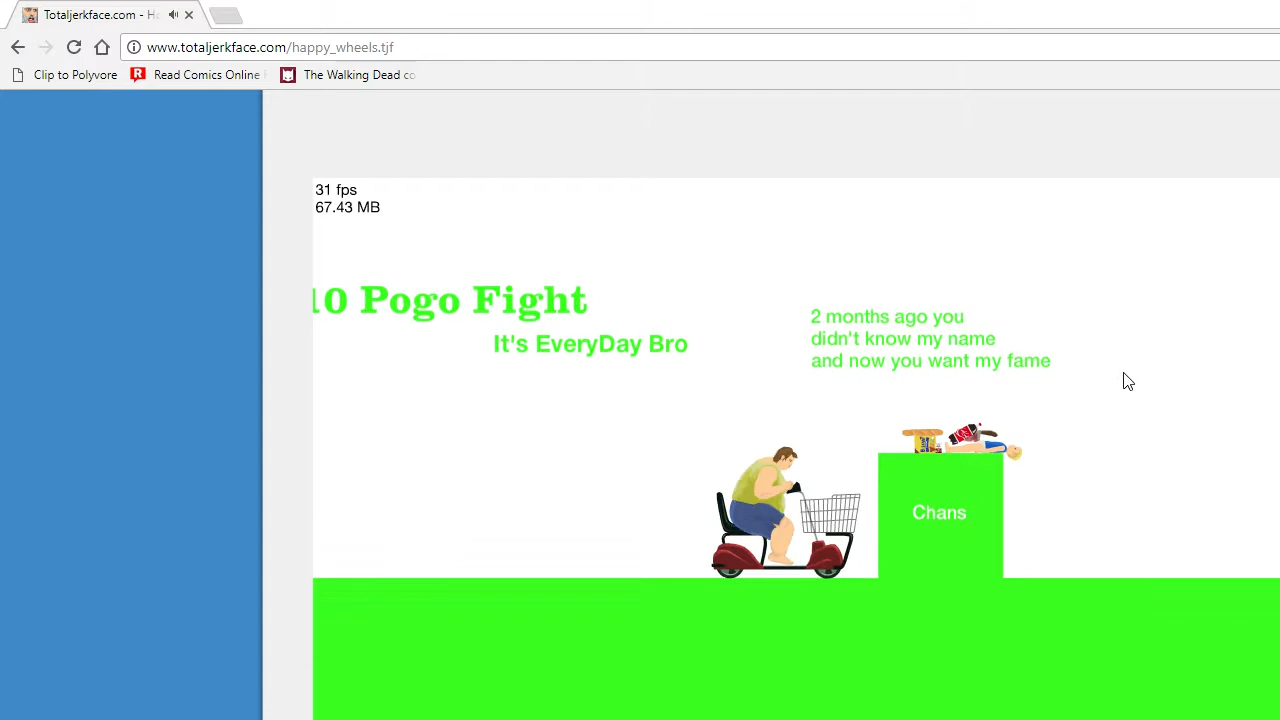 Totaljerkface.com - Ho
www.totaljerkface.com/happy_wheels.tjf
Clip to Polyvore
R
Read Comics Online
The Walking Dead co
31 fps
67.43 MB
10 Pogo Fight
It's EveryDay Bro
2 months ago you
didn't know my name
and now you want my fame
Chans